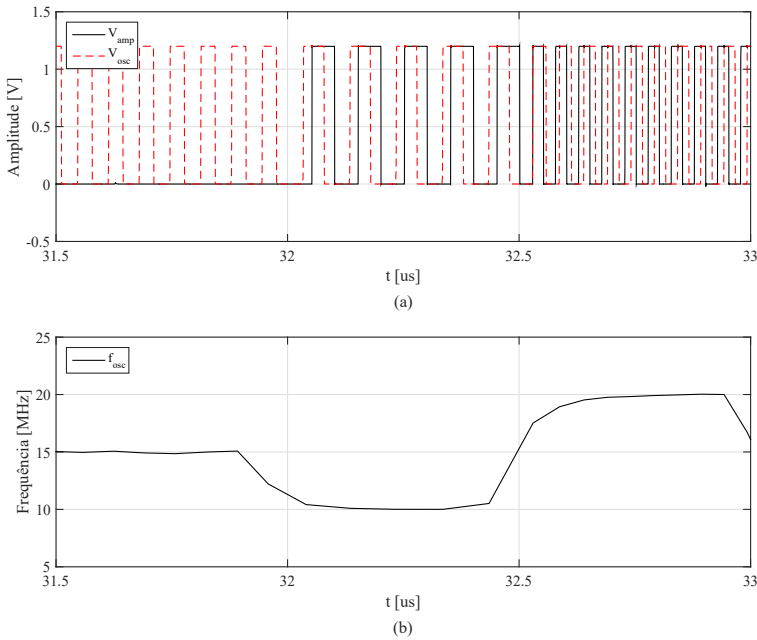 V_amp
V_osc
1.5
1
0.5
0
-0.5
Amplitude [V]
31.5 32 32.5 33
t [us]
(a)
f_osc
25
20
15
10
5
Frequência [MHz]
31.5 32 32.5 33
t [us]
(b)